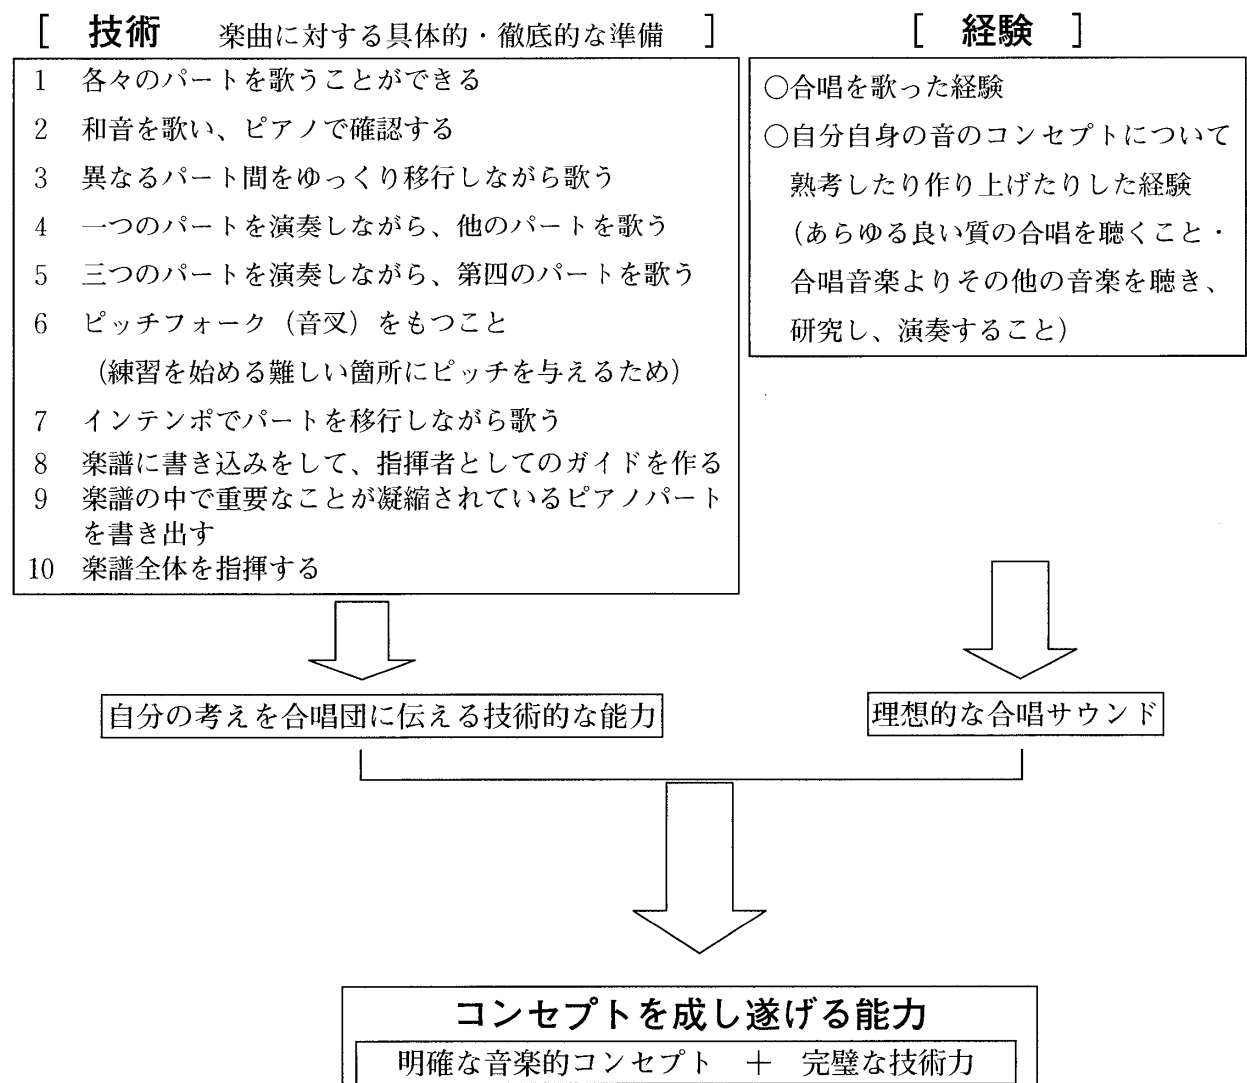 [ 技術 楽曲に対する具体的・徹底的な準備 ]
1 各々のパートを歌うことができる
2 和音を歌い、ピアノで確認する
3 異なるパート間をゆっくり移行しながら歌う
4 一つのパートを演奏しながら、他のパートを歌う
5 三つのパートを演奏しながら、第四のパートを歌う
6 ピッチフォーク（音叉）をもつこと
（練習を始める難しい箇所にピッチを与えるため）
7 インテンポでパートを移行しながら歌う
8 楽譜に書き込みをして、指揮者としてのガイドを作る
9 楽譜の中で重要なことが凝縮されているピアノパート
を書き出す
10 楽譜全体を指揮する
[ 経験 ]
○合唱を歌った経験
○自分自身の音のコンセプトについて
熟考したり作り上げたりした経験
（あらゆる良い質の合唱を聴くこと・
合唱音楽よりその他の音楽を聴き、
研究し、演奏すること）
自分の考えを合唱団に伝える技術的な能力
理想的な合唱サウンド
コンセプトを成し遂げる能力
明確な音楽的コンセプト ＋ 完璧な技術力